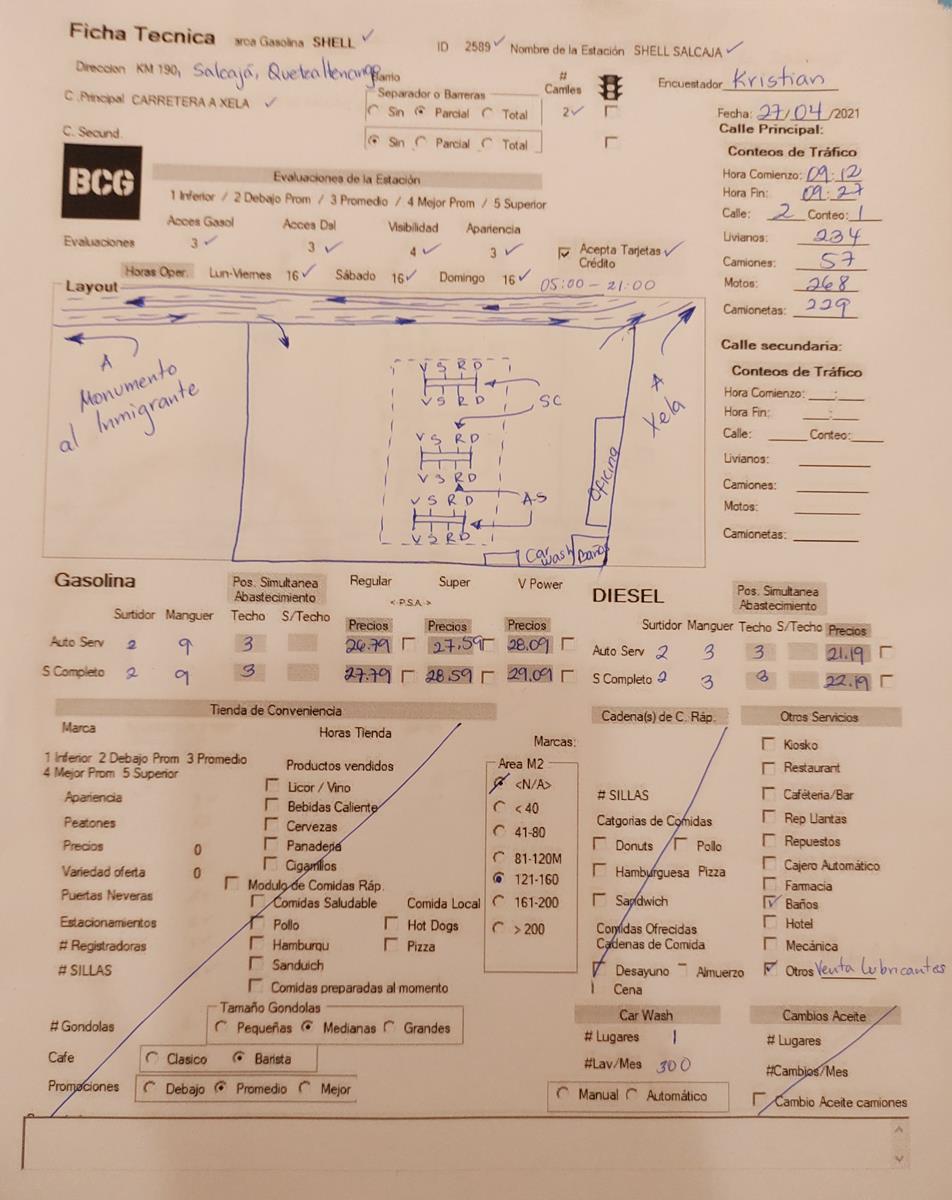 Ficha Tecnica arca Gasolina SHELL ID 2589 Nombre de la Estación SHELL SALCAJA
Direccion KM 190, Salcajá, Quetzaltenango Barrio
Encuestador Kristian
C .Principal CARRETERA A XELA
Separador o Barreras
# Carriles
Sin Parcial Total 2
Fecha: 27/04/2021
C. Secund.
Sin Parcial Total
Calle Principal:
Conteos de Tráfico
Hora Comienzo: 09:12
Hora Fin: 09:27
Calle: 2 Conteo: 1
Livianos: 234
Camiones: 57
Motos: 268
Camionetas: 229
BCG
Evaluaciones de la Estación
1 Inferior / 2 Debajo Prom / 3 Promedio / 4 Mejor Prom / 5 Superior
Acces Gasol Acces Dsl Visibilidad Apariencia
Evaluaciones 3 3 4 3
Acepta Tarjetas
Crédito
Horas Oper. Lun-Viernes 16 Sábado 16 Domingo 16 05:00 - 21:00
Layout
A
Monumento
al Inmigrante
V S R D
V S R D
SC
V S R D
V S R D
V S R D
A-S
V S R D
Oficina
Car wash
Baños
A
Xela
Calle secundaria:
Conteos de Tráfico
Hora Comienzo: __:__
Hora Fin: __:__
Calle: ____ Conteo: ____
Livianos: ____
Camiones: ____
Motos: ____
Camionetas: ____
Gasolina
Pos. Simultanea
Abastecimiento
Regular Super V Power
<-P.S.A.->
Surtidor Manguer Techo S/Techo Precios Precios Precios
Auto Serv 2 9 3 26.79 27.59 28.09
S Completo 2 9 3 27.79 28.59 29.09
DIESEL
Pos. Simultanea
Abastecimiento
Surtidor Manguer Techo S/Techo Precios
Auto Serv 2 3 3 21.19
S Completo 2 3 3 22.19
Tienda de Conveniencia
Marca Horas Tienda
1 Inferior 2 Debajo Prom 3 Promedio
4 Mejor Prom 5 Superior
Apariencia
Peatones
Precios 0
Variedad oferta 0
Puertas Neveras
Estacionamientos
# Registradoras
# SILLAS
Productos vendidos
Licor / Vino
Bebidas Caliente
Cervezas
Panaderia
Cigarrillos
Modulo de Comidas Ráp.
Comidas Saludable Comida Local
Pollo Hot Dogs
Hamburqu Pizza
Sanduich
Comidas preparadas al momento
Marcas:
Area M2
<N/A>
< 40
41-80
81-120M
121-160
161-200
> 200
# Gondolas
Tamaño Gondolas
Pequeñas Medianas Grandes
Cafe Clasico Barista
Promociones Debajo Promedio Mejor
Cadena(s) de C. Ráp.
# SILLAS
Catgorias de Comidas
Donuts Pollo
Hamburguesa Pizza
Sandwich
Comidas Ofrecidas
Cadenas de Comida
Desayuno Almuerzo
Cena
Otros Servicios
Kiosko
Restaurant
Caféteria/Bar
Rep Llantas
Repuestos
Cajero Automático
Farmacia
Baños
Hotel
Mecánica
Otros Venta Lubricantes
Car Wash
# Lugares 1
#Lav/Mes 300
Manual Automático
Cambios Aceite
# Lugares
#Cambios/Mes
Cambio Aceite camiones